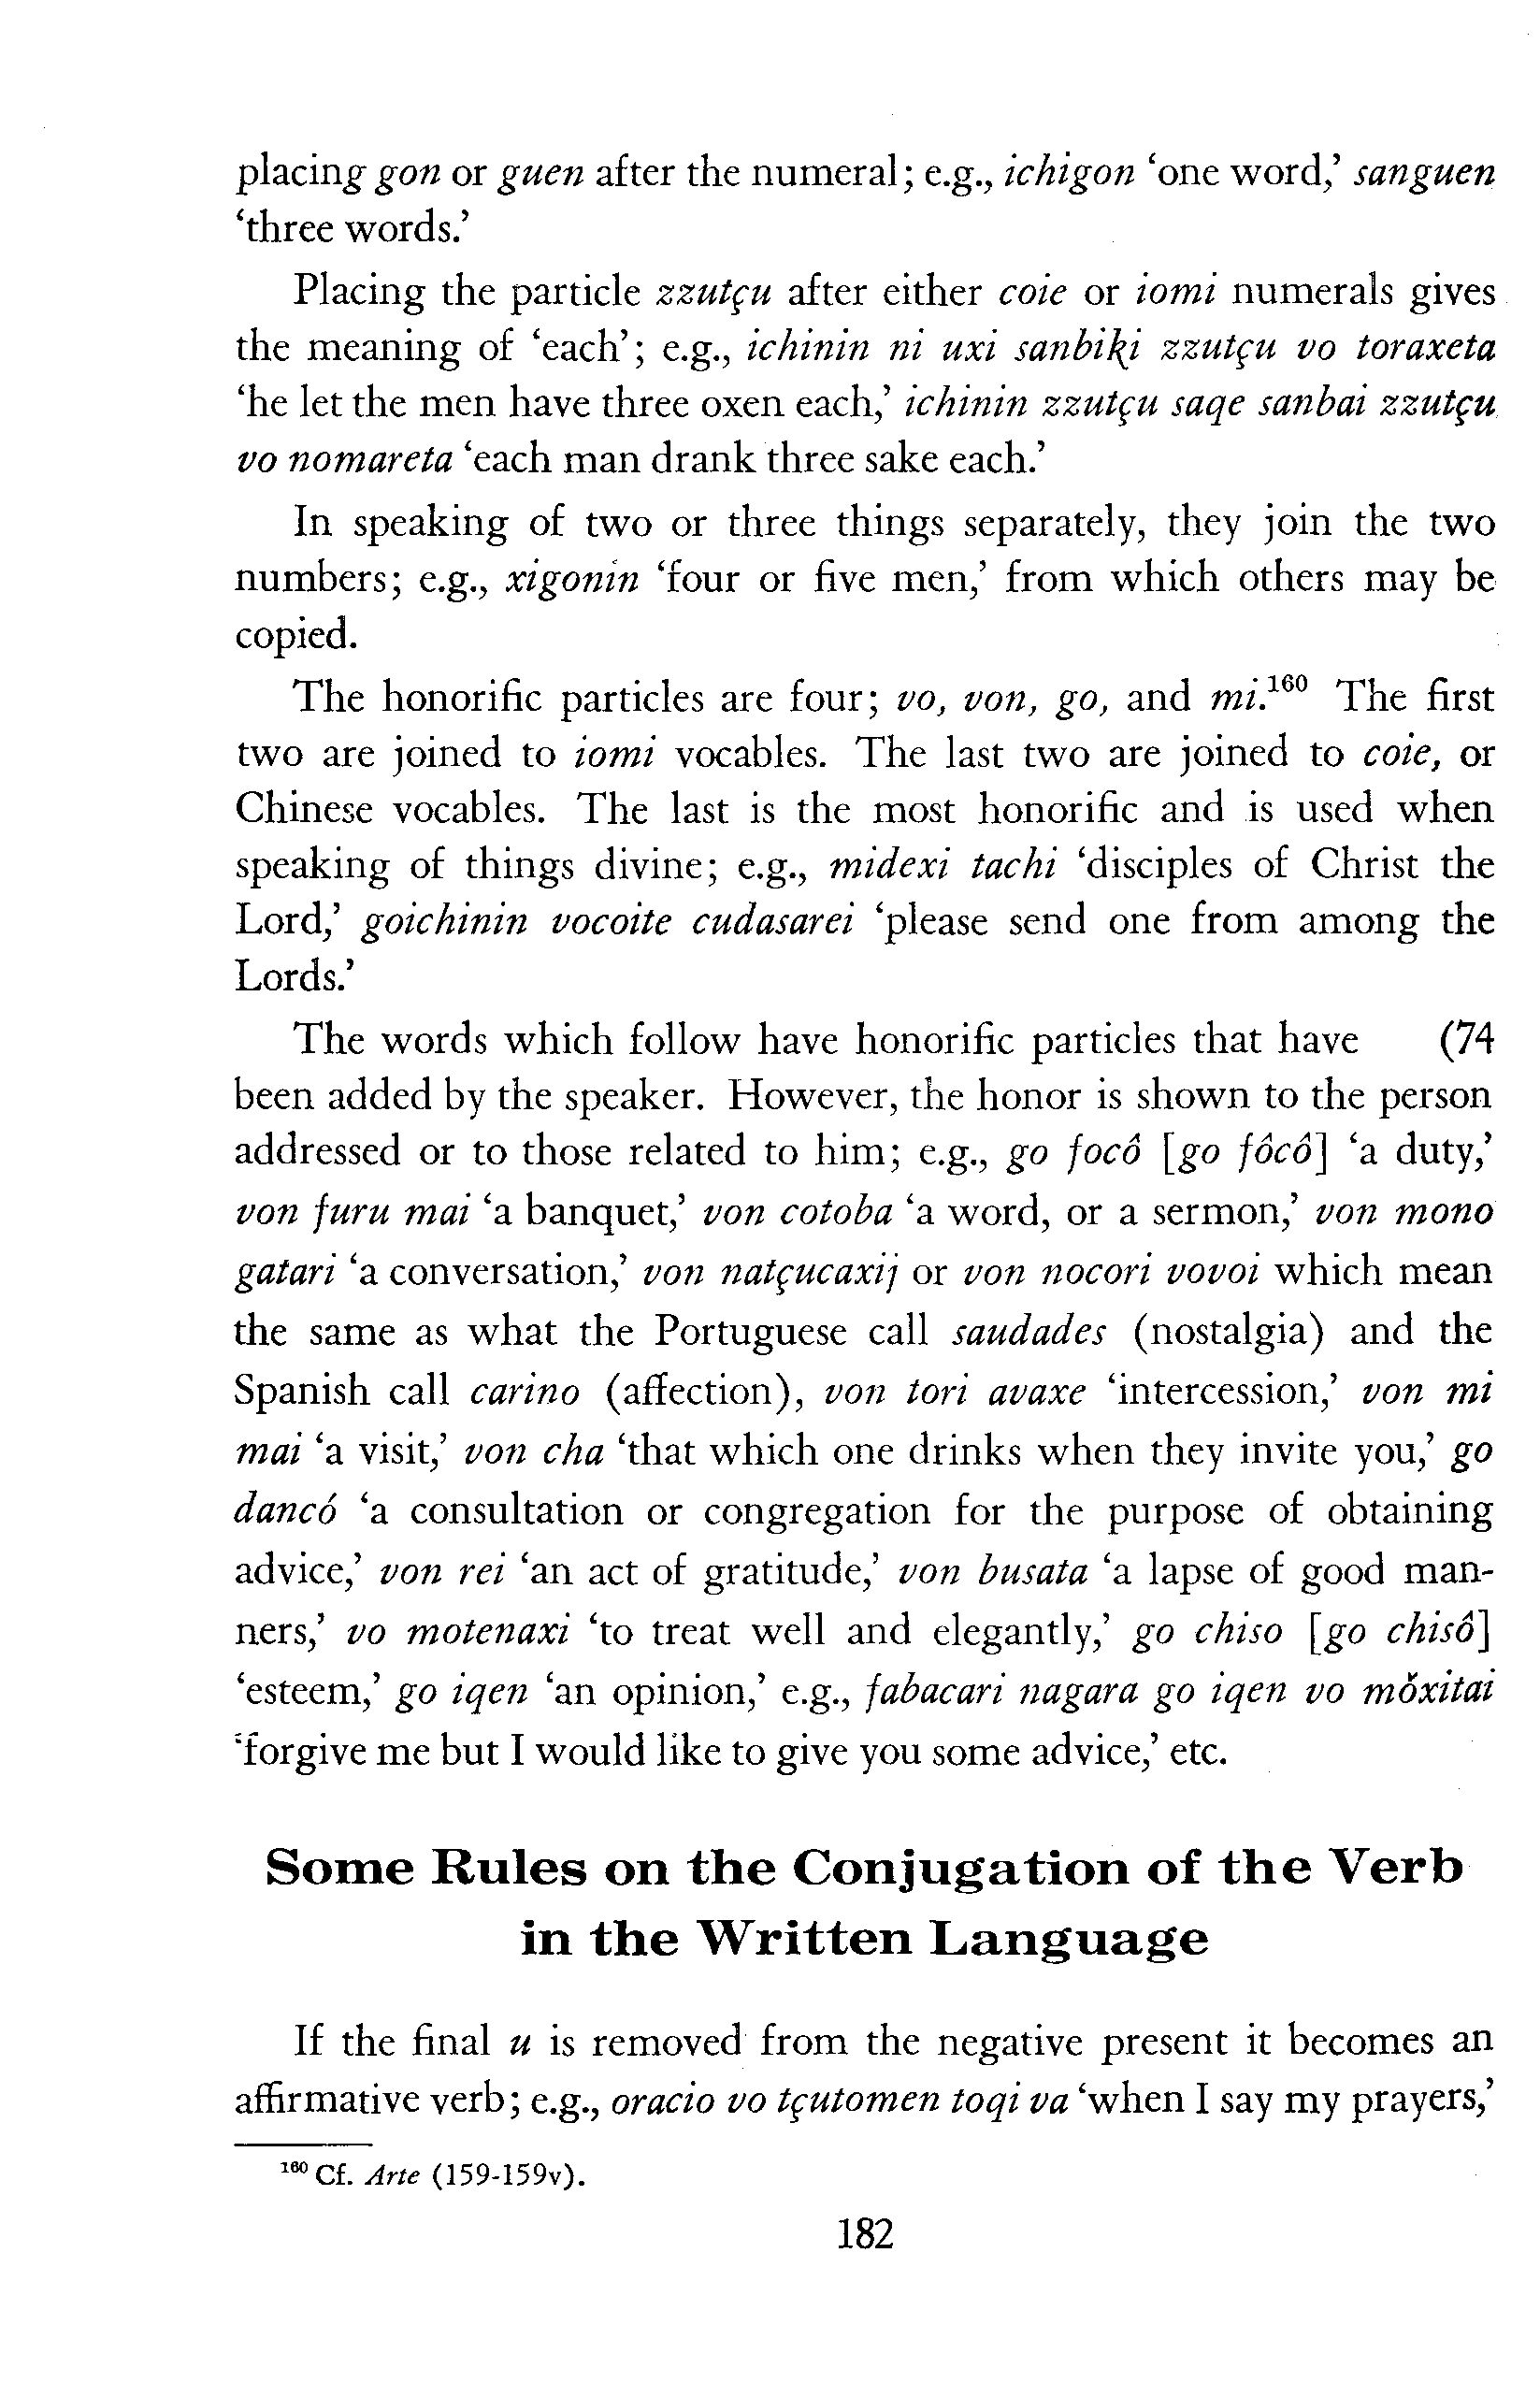 placing gon or guen after the numeral; e.g., ichigon ‘one word,’ sanguen
‘three words.’
Placing the particle zzutçu after either coie or iomi numerals gives
the meaning of ‘each’; e.g., ichinin ni uxi sanbiki zzutçu vo toraxeta
‘he let the men have three oxen each,’ ichinin zzutçu saqe sanbai zzutçu
vo nomareta ‘each man drank three sake each.’
In speaking of two or three things separately, they join the two
numbers; e.g., xigonin ‘four or five men,’ from which others may be
copied.
The honorific particles are four; vo, von, go, and mi.¹⁶⁰ The first
two are joined to iomi vocables. The last two are joined to coie, or
Chinese vocables. The last is the most honorific and is used when
speaking of things divine; e.g., midexi tachi ‘disciples of Christ the
Lord,’ goichinin vocoite cudasarei ‘please send one from among the
Lords.’
The words which follow have honorific particles that have (74
been added by the speaker. However, the honor is shown to the person
addressed or to those related to him; e.g., go focô [go fôcô] ‘a duty,’
von furu mai ‘a banquet,’ von cotoba ‘a word, or a sermon,’ von mono
gatari ‘a conversation,’ von natçucaxij or von nocori vovoi which mean
the same as what the Portuguese call saudades (nostalgia) and the
Spanish call carino (affection), von tori avaxe ‘intercession,’ von mi
mai ‘a visit,’ von cha ‘that which one drinks when they invite you,’ go
dancó ‘a consultation or congregation for the purpose of obtaining
advice,’ von rei ‘an act of gratitude,’ von busata ‘a lapse of good man-
ners,’ vo motenaxi ‘to treat well and elegantly,’ go chiso [go chisô]
‘esteem,’ go iqen ‘an opinion,’ e.g., fabacari nagara go iqen vo mǒxitai
‘forgive me but I would like to give you some advice,’ etc.
Some Rules on the Conjugation of the Verb
in the Written Language
If the final u is removed from the negative present it becomes an
affirmative verb; e.g., oracio vo tçutomen toqi va ‘when I say my prayers,’
¹⁶⁰ Cf. Arte (159-159v).
182